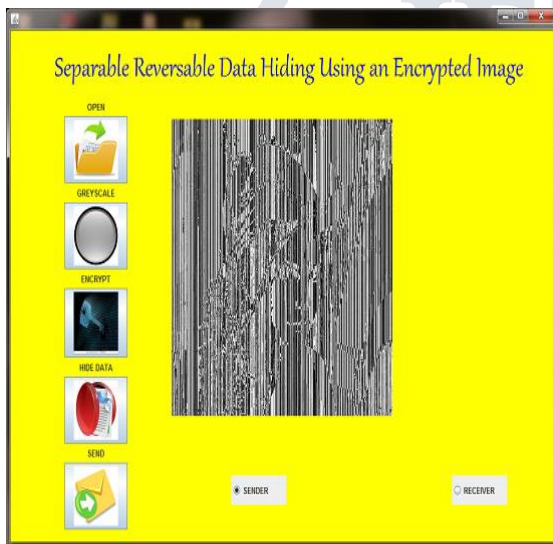 Separable Reversable Data Hiding Using an Encrypted Image
OPEN
GREYSCALE
ENCRYPT
HIDE DATA
SEND
SENDER
RECEIVER